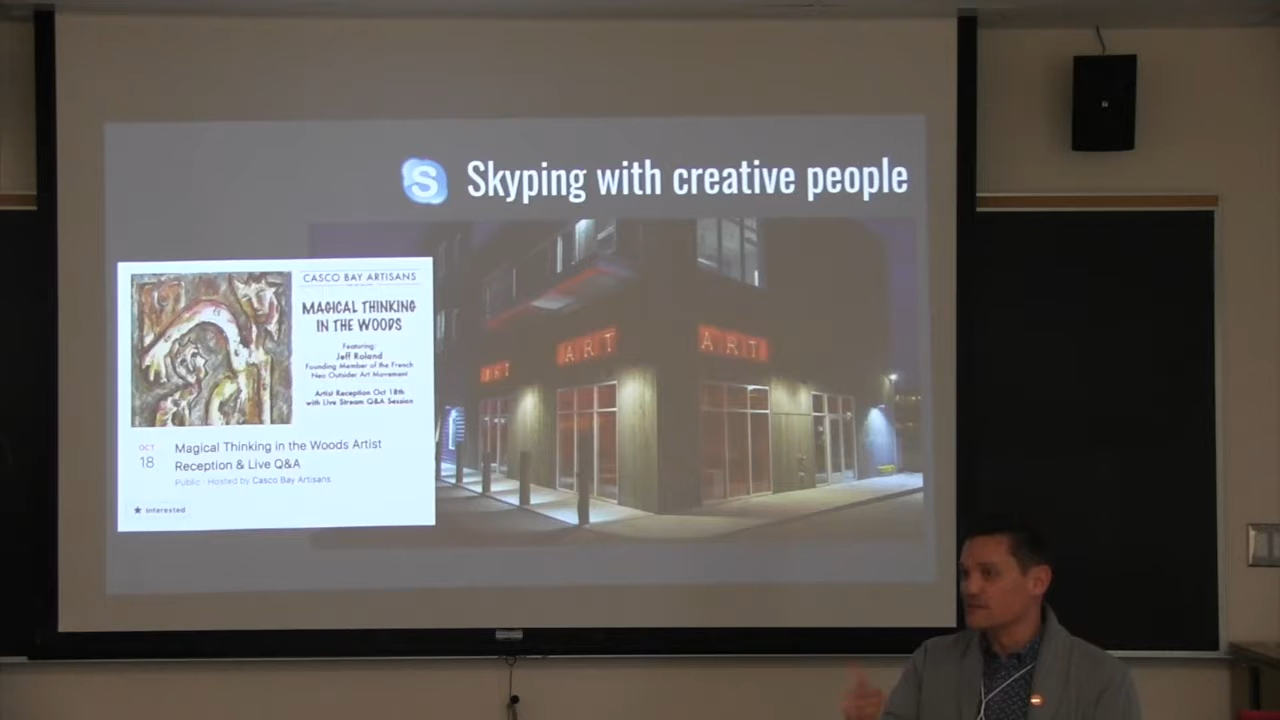 S Skyping with creative people
CASCO BAY ARTISANS
MAGICAL THINKING
IN THE WOODS
Featuring:
Jeff Roland
Founding Member of the French
Neo Outsider Art Movement
Artist Reception Oct 18th
with Live Stream Q&A Session
OCT
18
Magical Thinking in the Woods Artist
Reception & Live Q&A
Public · Hosted by Casco Bay Artisans
★ Interested
ART
ART
ART